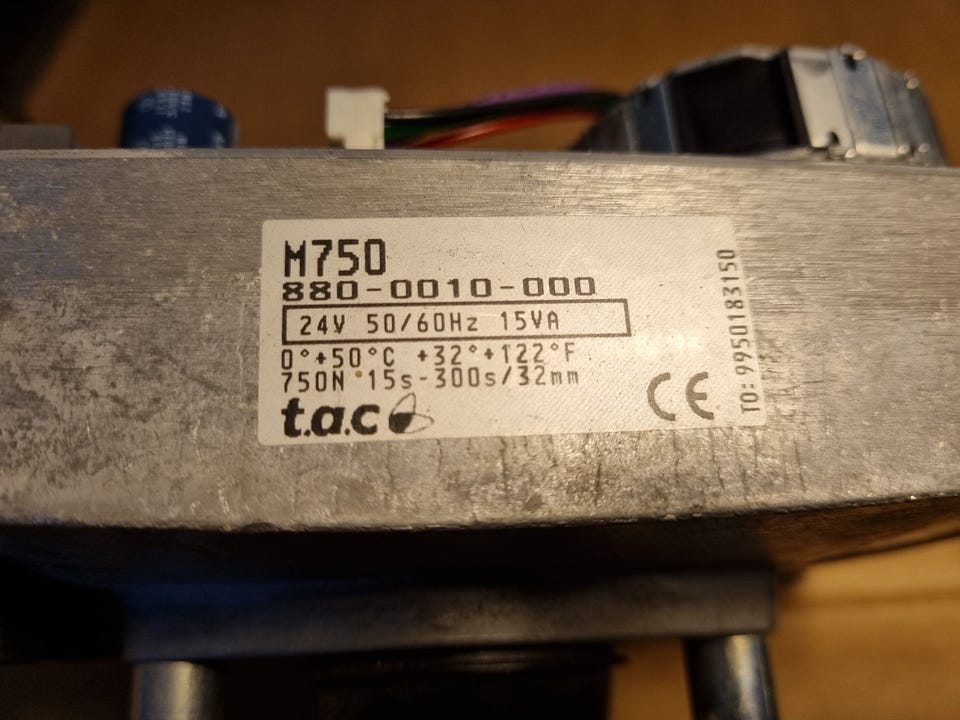 M750
880-0010-000
24V 50/60Hz 15VA
0°+50°C +32°+122°F
750N 15s-300s/32mm
t.a.c
CE
TO: 9950183150